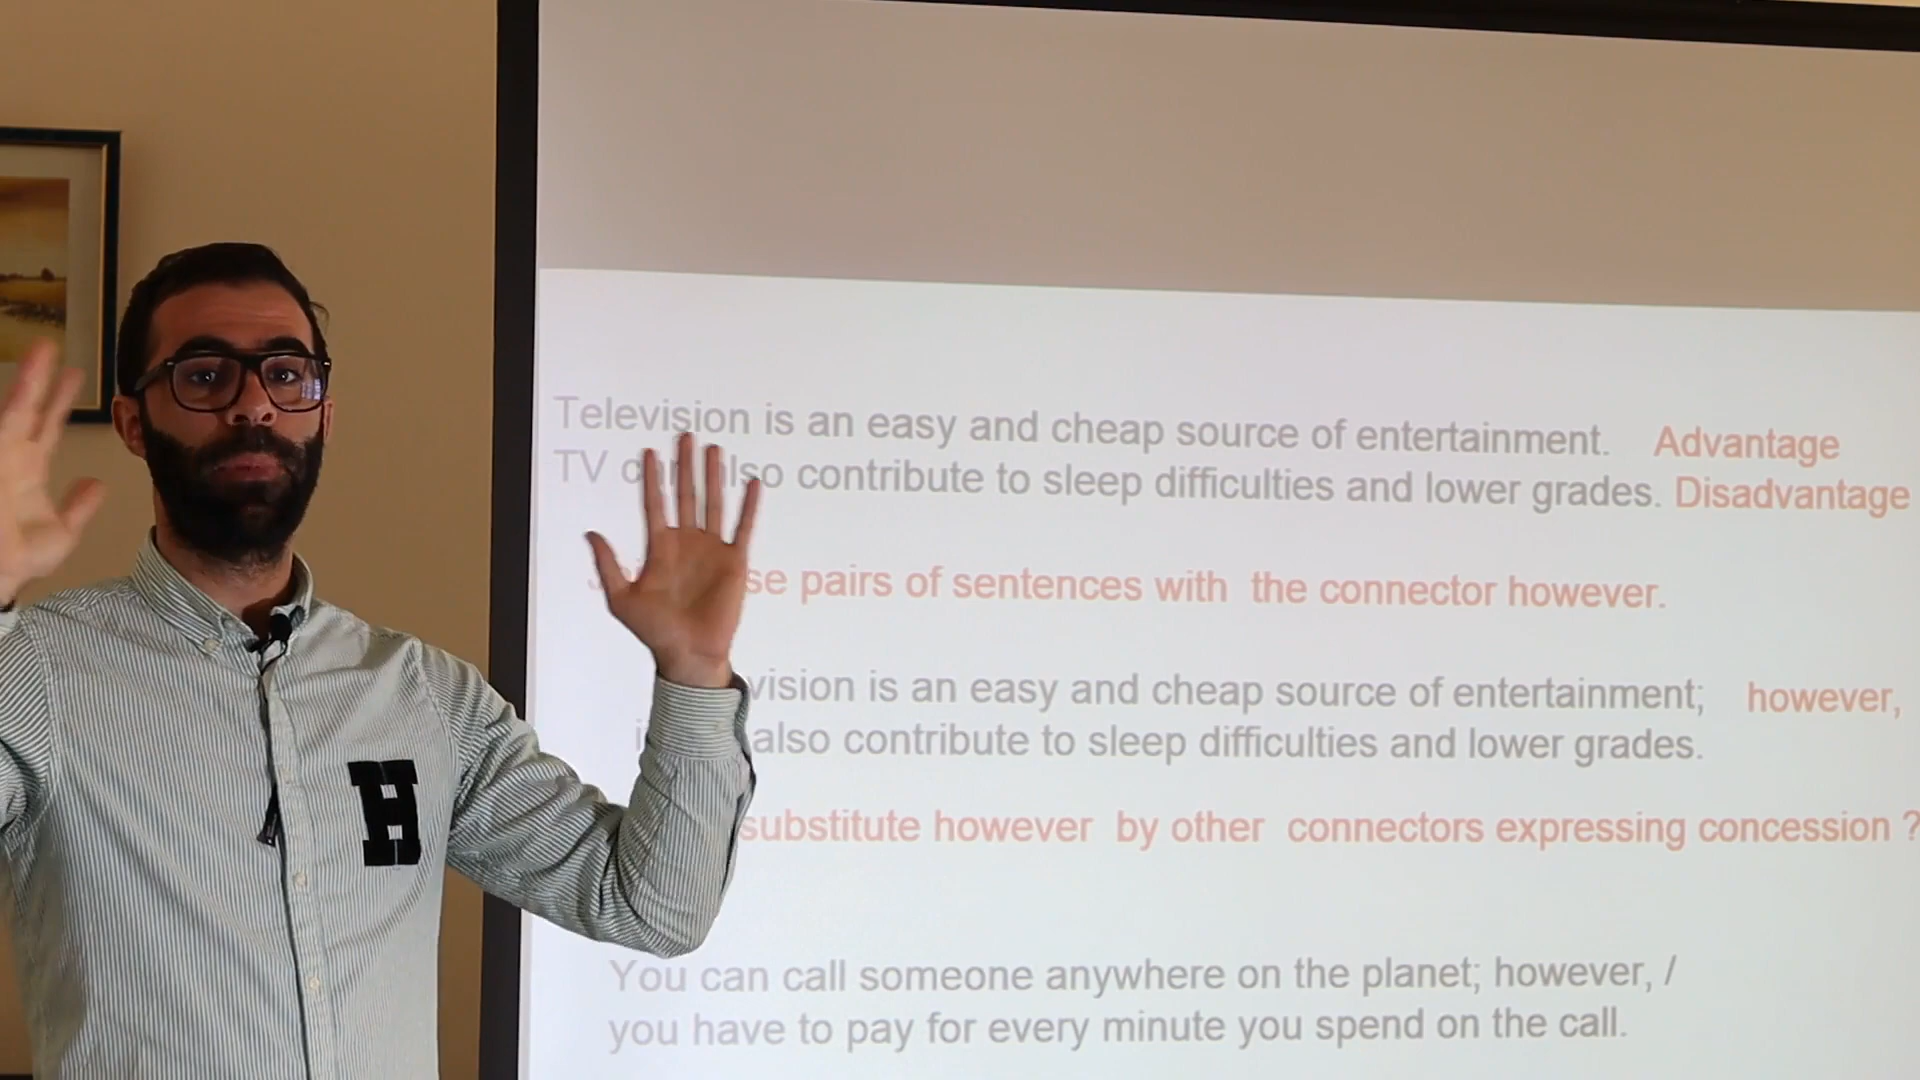 Television is an easy and cheap source of entertainment. Advantage
TV can also contribute to sleep difficulties and lower grades. Disadvantage
pairs of sentences with the connector however.
is an easy and cheap source of entertainment; however,
also contribute to sleep difficulties and lower grades.
substitute however by other connectors expressing concession ?
H
You can call someone anywhere on the planet; however, /
you have to pay for every minute you spend on the call.